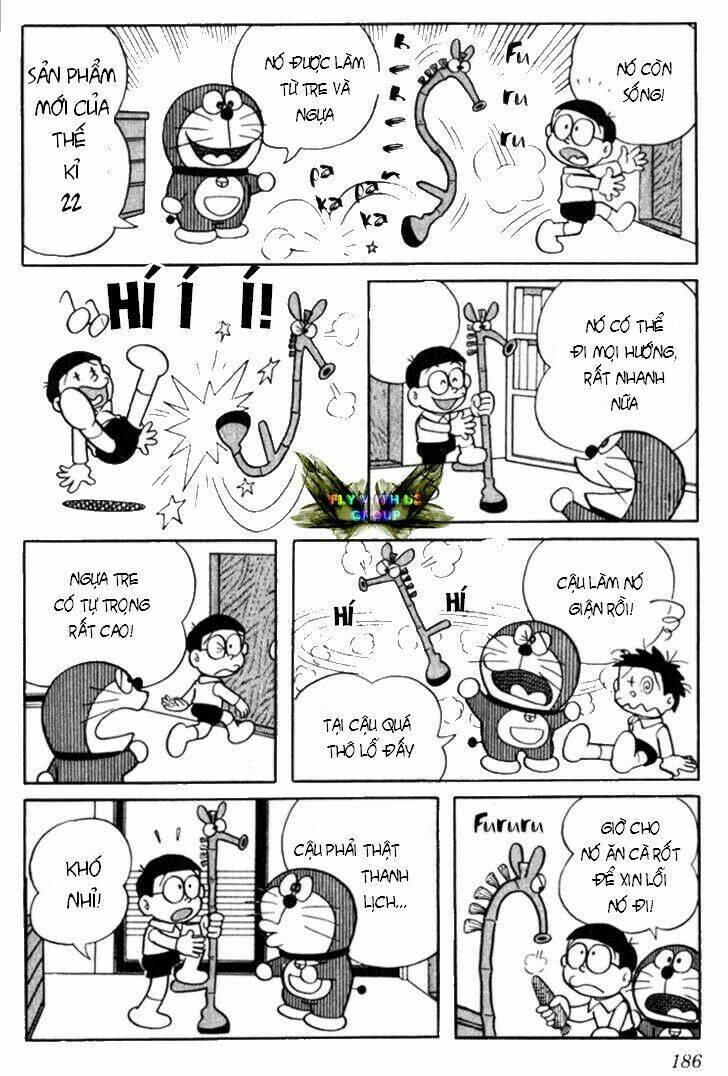 NÓ CÒN
SỐNG!
Fu
ru
ru
R
R
R
R
R
NÓ ĐƯỢC LÀM
TỪ TRE VÀ
NGỰA
pa
ka
pa
ka
SẢN PHẨM
MỚI CỦA
THẾ
KỈ
22
NÓ CÓ THỂ
ĐI MỌI HƯỚNG,
RẤT NHANH
NỮA
HÍ Í Í!
FLY WITH US
GROUP
CẬU LÀM NÓ
GIẬN RỒI!
HÍ
HÍ
TẠI CẬU QUÁ
THÔ LỖ ĐẤY
NGỰA TRE
CÓ TỰ TRỌNG
RẤT CAO!
GIỜ CHO
NÓ ĂN CÀ RỐT
ĐỂ XIN LỖI
NÓ ĐI!
Fururu
CẬU PHẢI THẬT
THANH
LỊCH...
KHÓ
NHỈ!
186